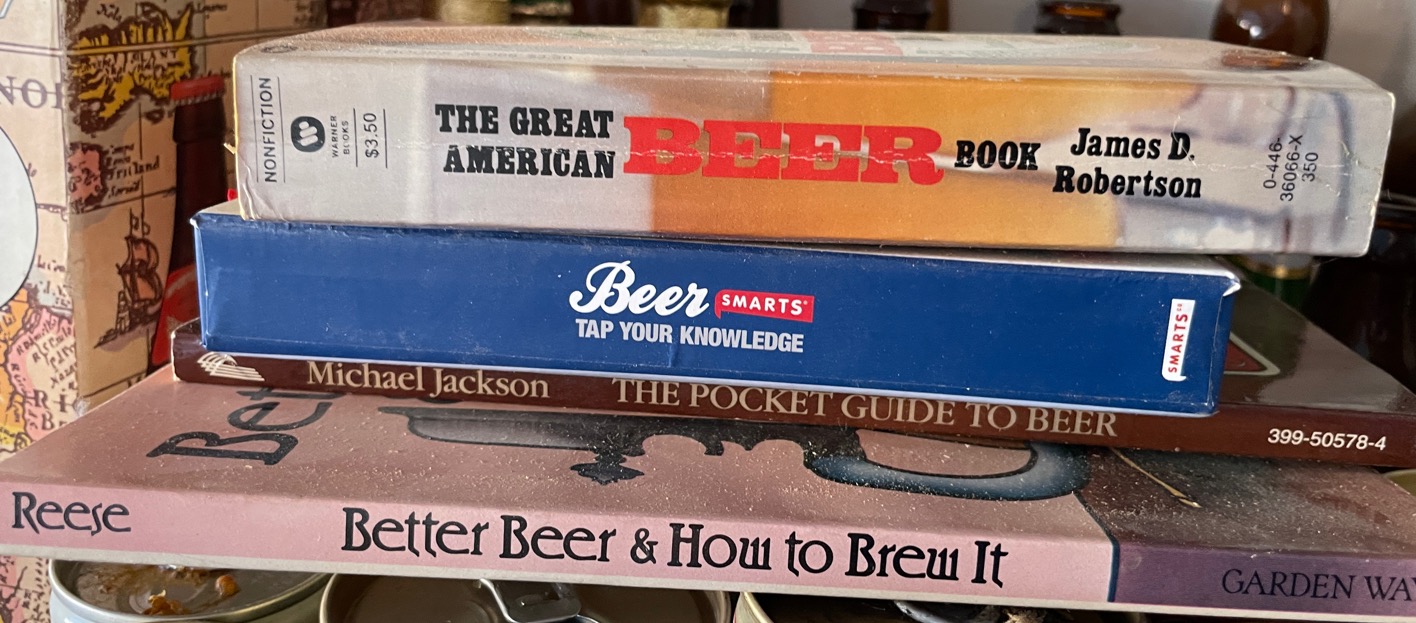 NONFICTION
WARNER
BOOKS
$3.50
THE GREAT
AMERICAN
BEER
BOOK
James D.
Robertson
0-446-
36066-X
350
Beer SMARTS
TAP YOUR KNOWLEDGE
SMARTS
Michael Jackson THE POCKET GUIDE TO BEER
399-50578-4
Bet
Reese Better Beer & How to Brew It GARDEN WA